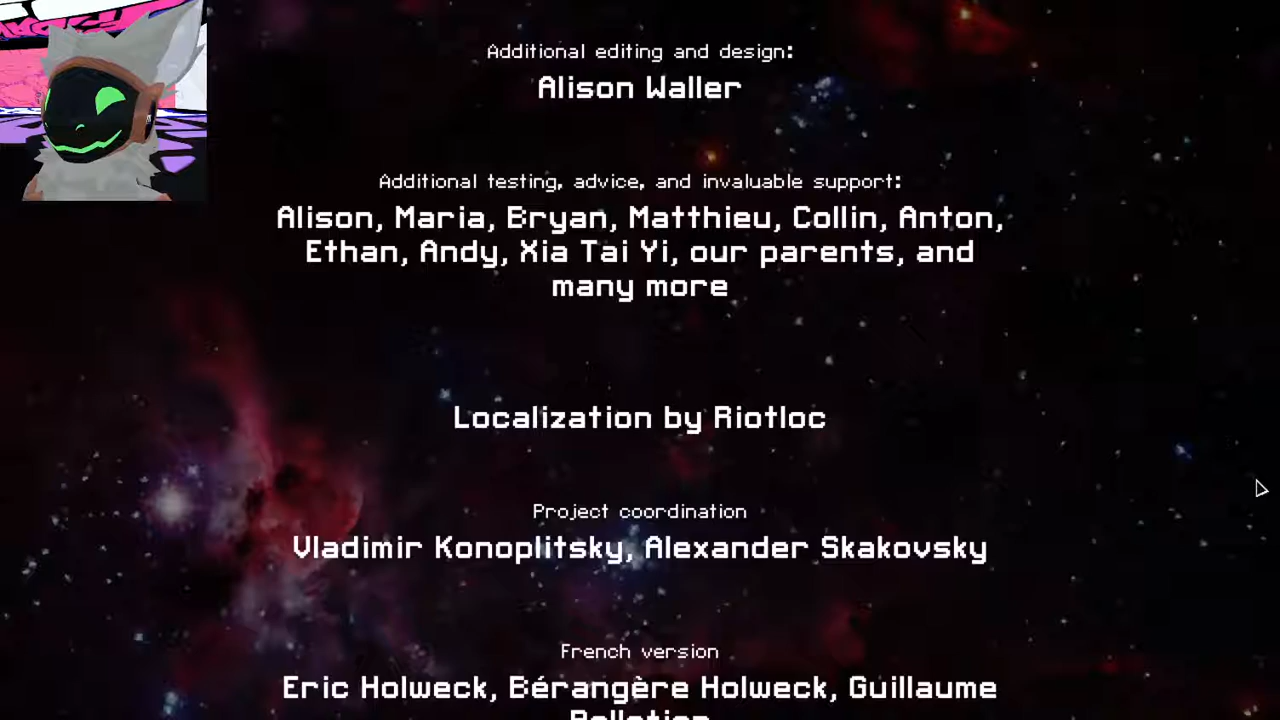 Additional editing and design:
Alison Waller
Additional testing, advice, and invaluable support:
Alison, Maria, Bryan, Matthieu, Collin, Anton,
Ethan, Andy, Xia Tai Yi, our parents, and
many more
Localization by Riotloc
Project coordination
Vladimir Konoplitsky, Alexander Skakovsky
French version
Eric Holweck, Bérangère Holweck, Guillaume